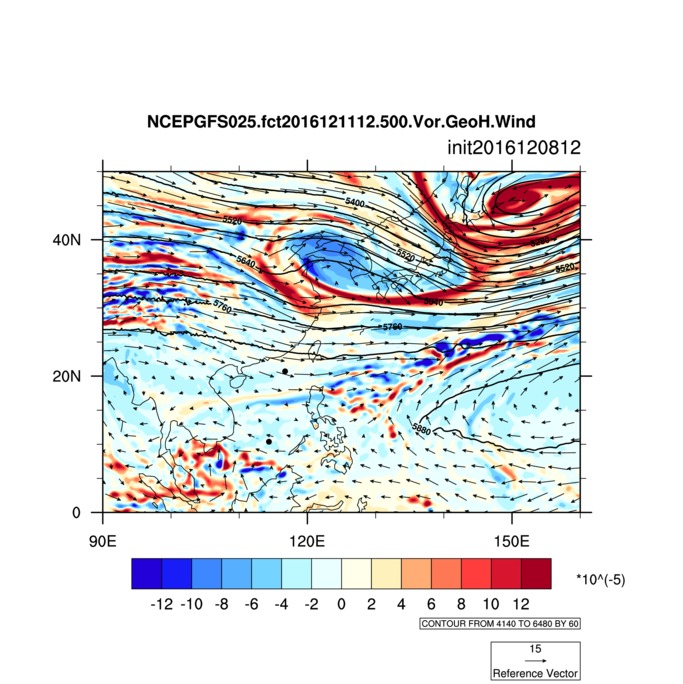 NCEPGFS025.fct2016121112.500.Vor.GeoH.Wind
init2016120812
5400
5520
40N
5520
5640
5520
5640
5760
5760
20N
5880
0
90E 120E 150E
*10^(-5)
-12 -10 -8 -6 -4 -2 0 2 4 6 8 10 12
CONTOUR FROM 4140 TO 6480 BY 60
15
Reference Vector